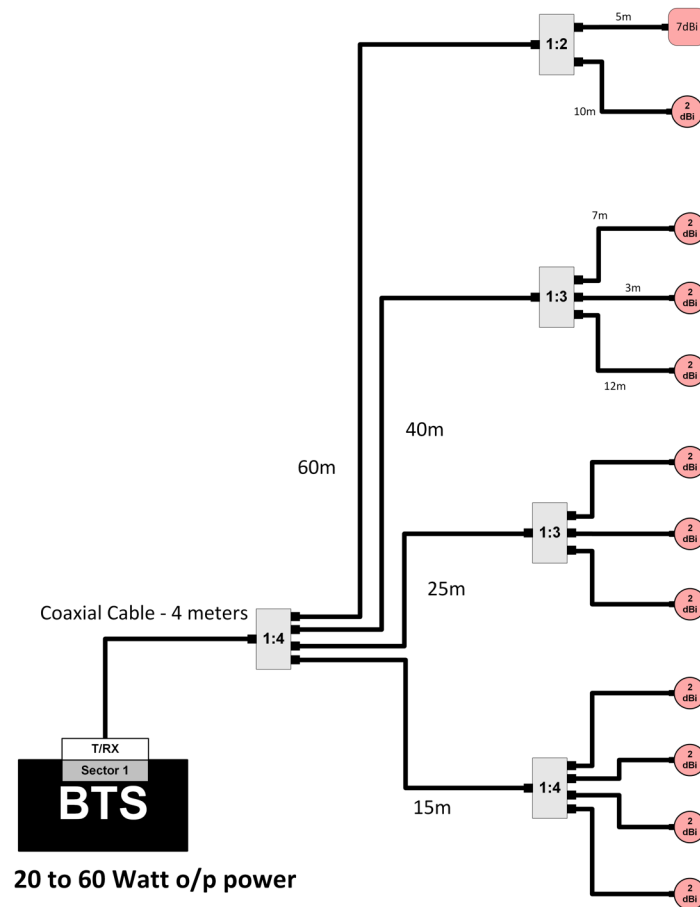 5m
7dBi
1:2
10m
2
dBi
7m
2
dBi
1:3
3m
2
dBi
12m
2
dBi
40m
60m
2
dBi
1:3
2
dBi
25m
2
dBi
Coaxial Cable - 4 meters
1:4
2
dBi
T/RX
Sector 1
BTS
2
dBi
1:4
15m
2
dBi
2
dBi
20 to 60 Watt o/p power